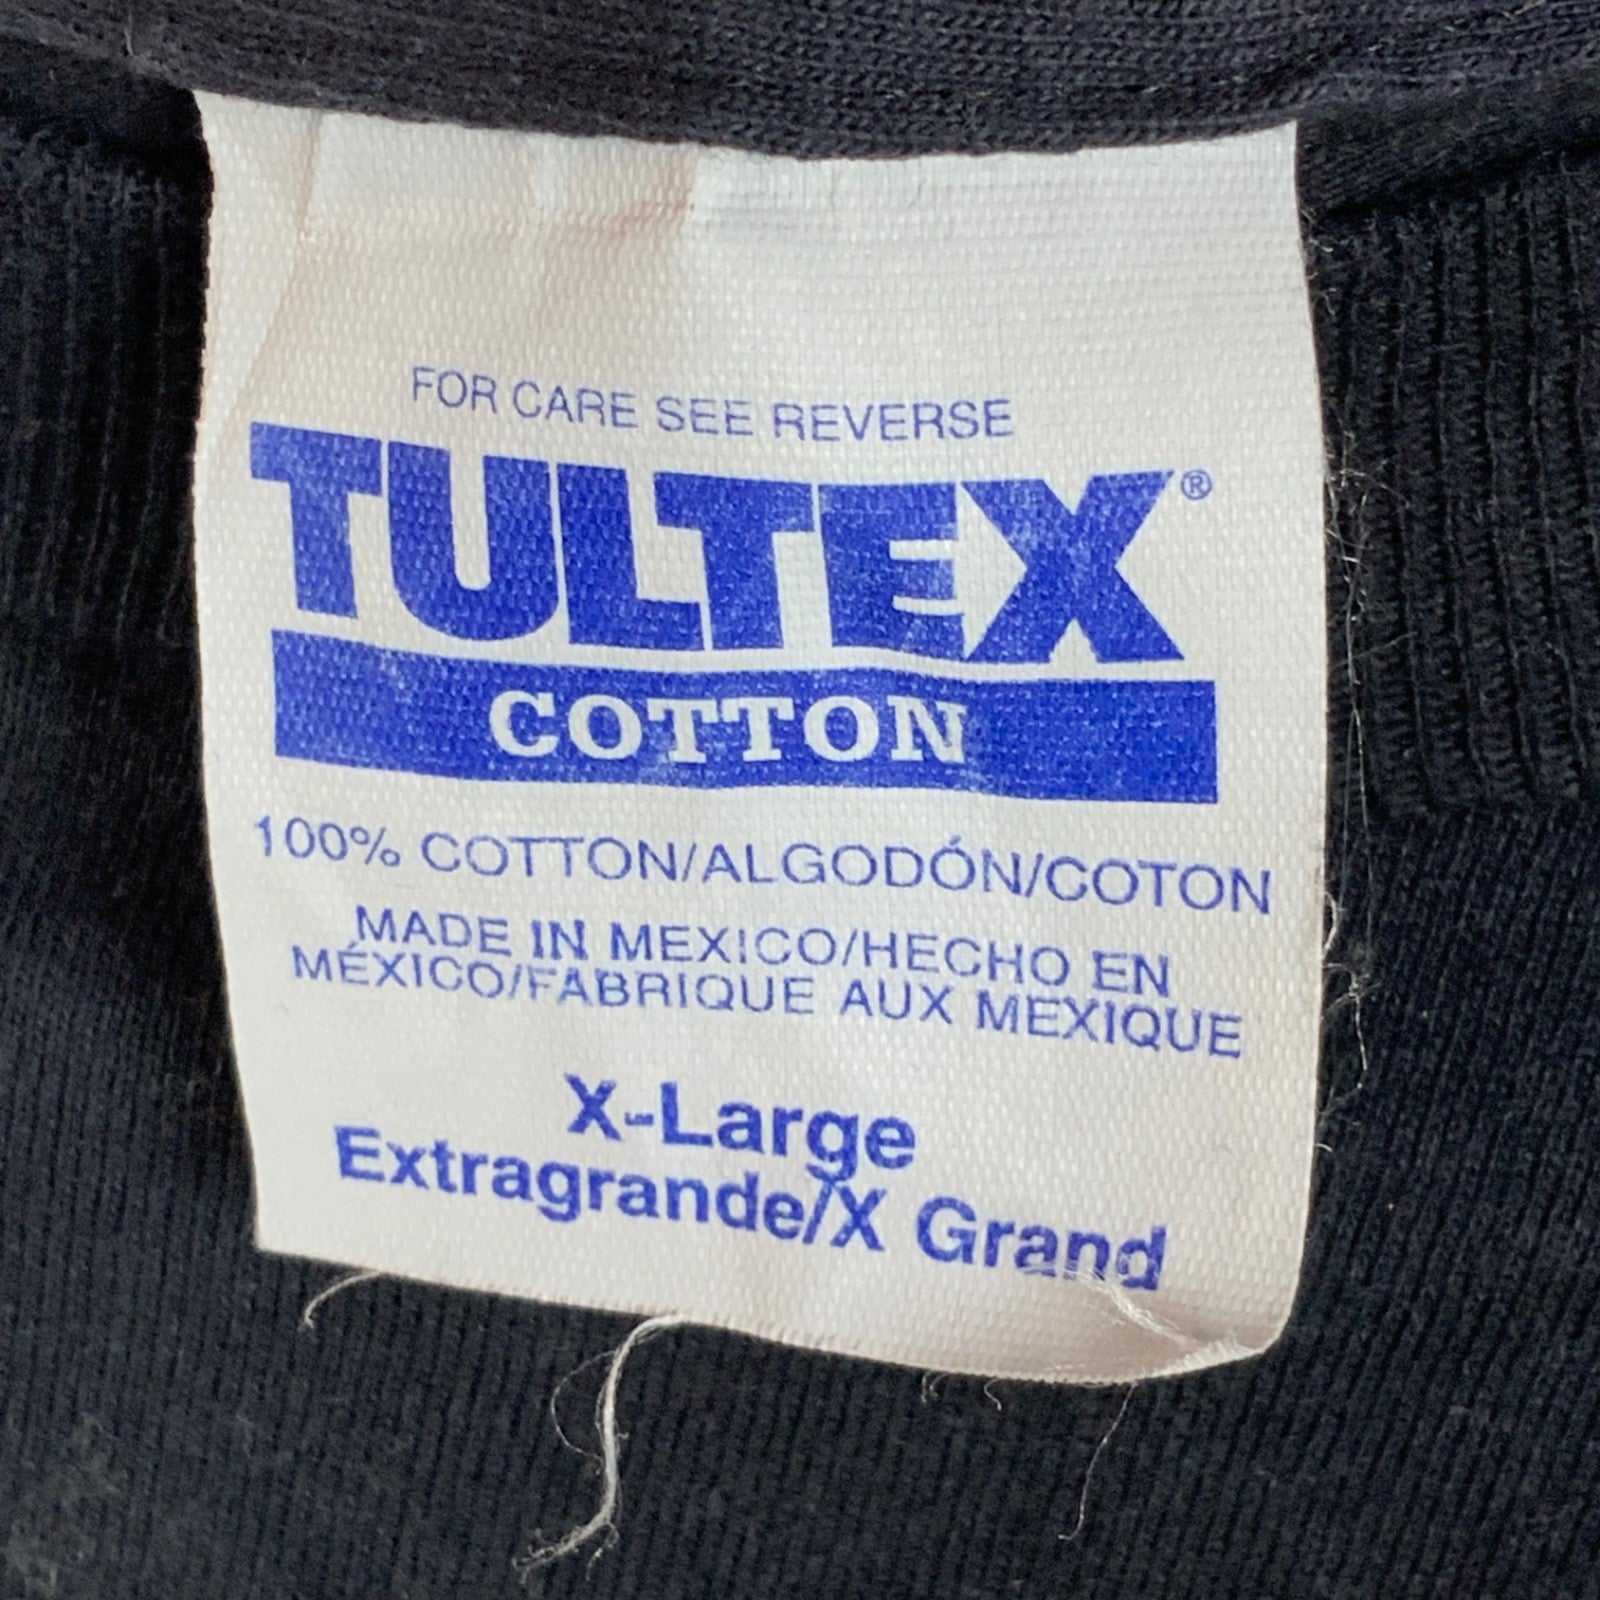 FOR CARE SEE REVERSE
TULTEX®
COTTON
100% COTTON/ALGODÓN/COTON
MADE IN MEXICO/HECHO EN
MÉXICO/FABRIQUE AUX MEXIQUE
X-Large
Extragrande/X Grand